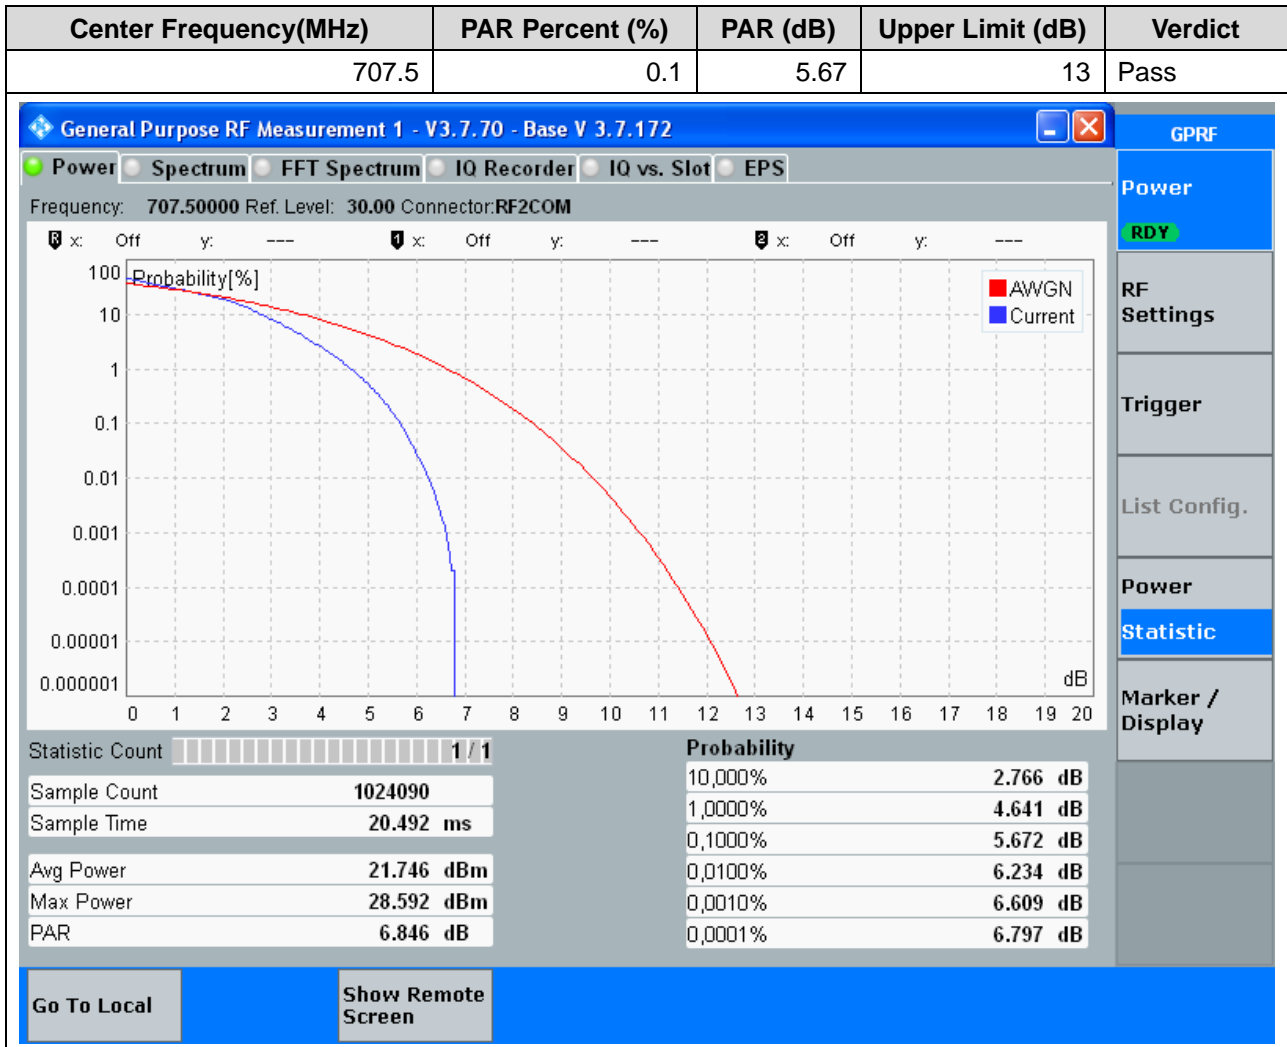 Center Frequency(MHz) PAR Percent (%) PAR (dB) Upper Limit (dB) Verdict
707.5 0.1 5.67 13 Pass
General Purpose RF Measurement 1 - V3.7.70 - Base V 3.7.172
GPRF
Power Spectrum FFT Spectrum IQ Recorder IQ vs. Slot EPS
Frequency: 707.50000 Ref. Level: 30.00 Connector:RF2COM
R x: Off y: --- 1 x: Off y: --- 2 x: Off y: ---
Probability[%]
AWGN
Current
100
10
1
0.1
0.01
0.001
0.0001
0.00001
0.000001
dB
0 1 2 3 4 5 6 7 8 9 10 11 12 13 14 15 16 17 18 19 20
Statistic Count 1 / 1
Sample Count 1024090
Sample Time 20.492 ms
Avg Power 21.746 dBm
Max Power 28.592 dBm
PAR 6.846 dB
Probability
10,000% 2.766 dB
1,0000% 4.641 dB
0,1000% 5.672 dB
0,0100% 6.234 dB
0,0010% 6.609 dB
0,0001% 6.797 dB
Power
RDY
RF
Settings
Trigger
List Config.
Power
Statistic
Marker /
Display
Go To Local
Show Remote
Screen